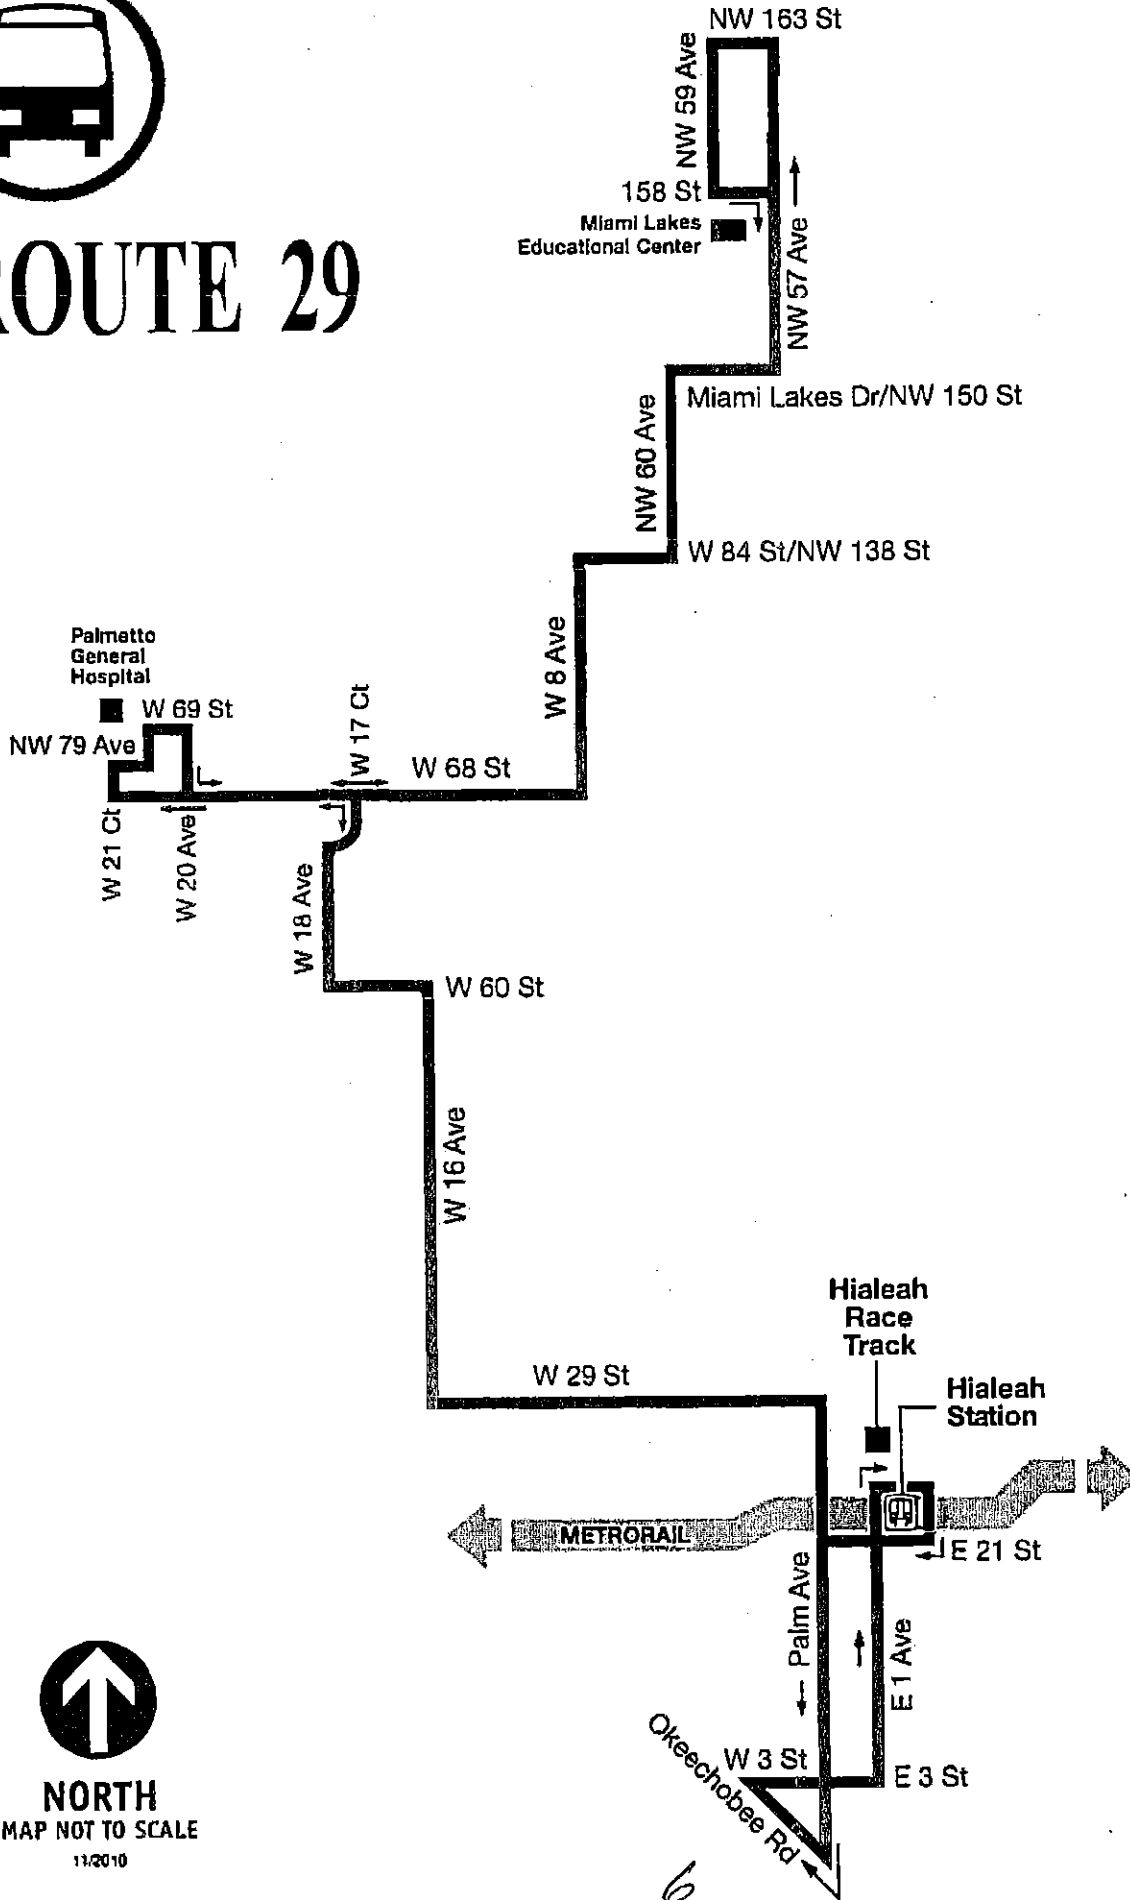 NW 163 St
NW 59 Ave
158 St
Miami Lakes
Educational Center
NW 57 Ave
ROUTE 29
Miami Lakes Dr/NW 150 St
NW 60 Ave
W 84 St/NW 138 St
W 8 Ave
Palmetto
General
Hospital
W 69 St
NW 79 Ave
W 17 Ct
W 68 St
W 21 Ct
W 20 Ave
W 18 Ave
W 60 St
W 16 Ave
Hialeah
Race
Track
W 29 St
Hialeah
Station
METRORAIL
E 21 St
Palm Ave
E 1 Ave
Okeechobee Rd
W 3 St
E 3 St
NORTH
MAP NOT TO SCALE
11/2010
6